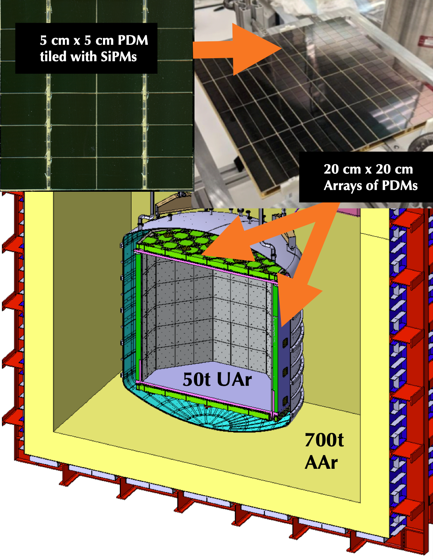 5 cm x 5 cm PDM
tiled with SiPMs
20 cm x 20 cm
Arrays of PDMs
50t UAr
700t
AAr